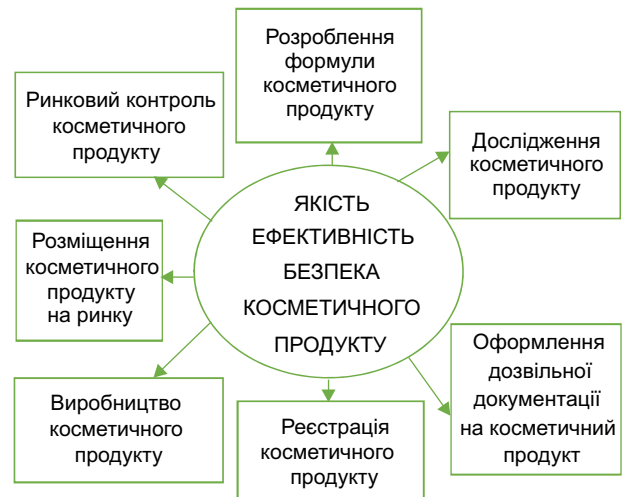 Розроблення
формули
косметичного
продукту
Ринковий контроль
косметичного
продукту
Дослідження
косметичного
продукту
ЯКІСТЬ
ЕФЕКТИВНІСТЬ
БЕЗПЕКА
КОСМЕТИЧНОГО
ПРОДУКТУ
Розміщення
косметичного
продукту
на ринку
Оформлення
дозвільної
документації
на косметичний
продукт
Виробництво
косметичного
продукту
Реєстрація
косметичного
продукту